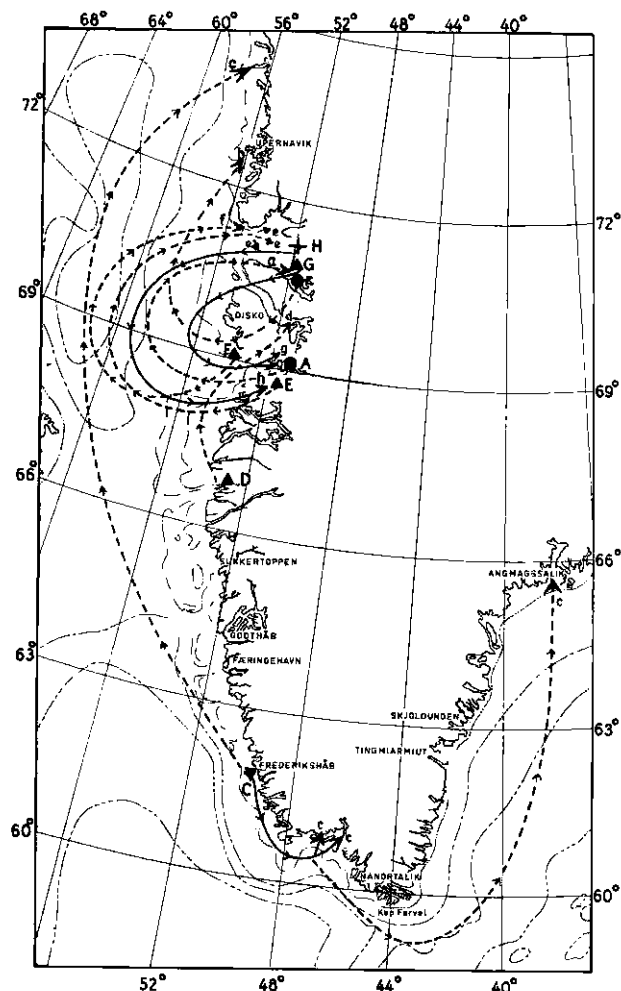 68° 64° 60° 56° 52° 48° 44° 40°
c
72°
UPERNAVIK
72°
e
e
H
a
G
69°
DISKO
d
F
g
A
h
E
69°
66°
D
SUKKERTOPPEN
66°
ANGMAGSSALIK
c
GODTHÅB
63°
FÆRINGEHAVN
SKJOLDUNGEN
63°
TINGMIARMIUT
FREDERIKSHÅB
C
c
c
60°
NANORTALIK
60°
Kap Farvel
52° 48° 44° 40°